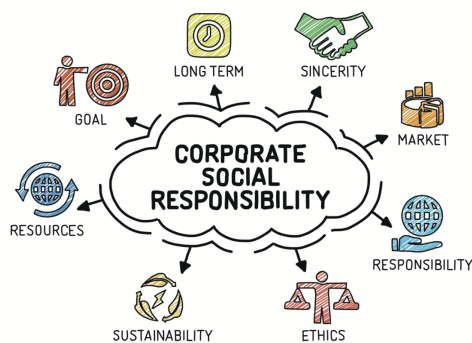 LONG TERM
SINCERITY
GOAL
MARKET
CORPORATE
SOCIAL
RESPONSIBILITY
RESOURCES
RESPONSIBILITY
SUSTAINABILITY
ETHICS